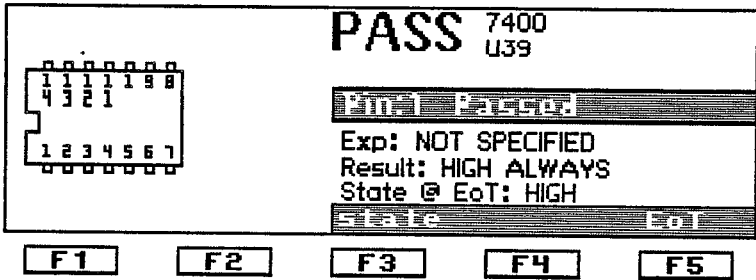 PASS 7400
U39
1 1 1 1 1 9 8
4 3 2 1
Pin:1 Passed
1 2 3 4 5 6 7
Exp: NOT SPECIFIED
Result: HIGH ALWAYS
State @ EoT: HIGH
state EoT
F1 F2 F3 F4 F5